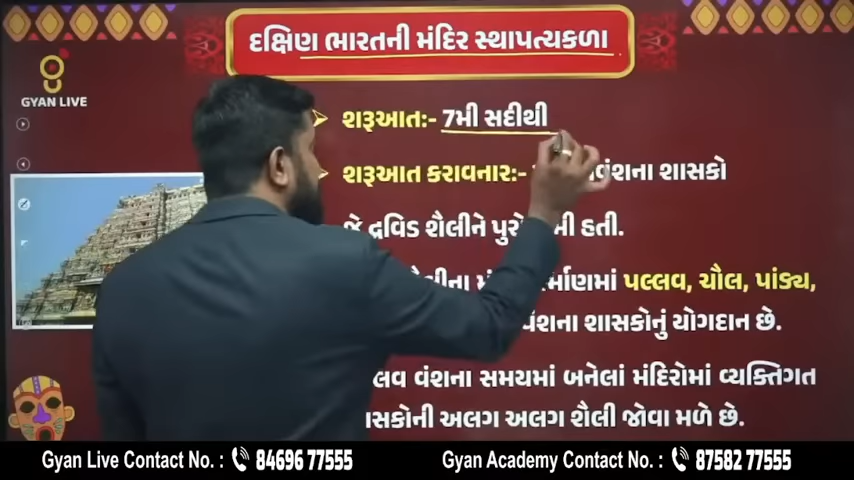 દક્ષિણ ભારતની મંદિર સ્થાપત્યકળા
GYAN LIVE
શરૂઆત:- 7મી સદીથી
શરૂઆત કરાવનાર:- વંશના શાસકો
જે દ્રવિડ શૈલીને હતી.
પલ્લવ, ચૌલ, પાંડ્ય,
વંશના શાસકોનું યોગદાન છે.
વંશના સમયમાં બનેલાં મંદિરોમાં વ્યક્તિગત
અલગ અલગ શૈલી જોવા મળે છે.
Gyan Live Contact No. : 84696 77555
Gyan Academy Contact No. : 87582 77555